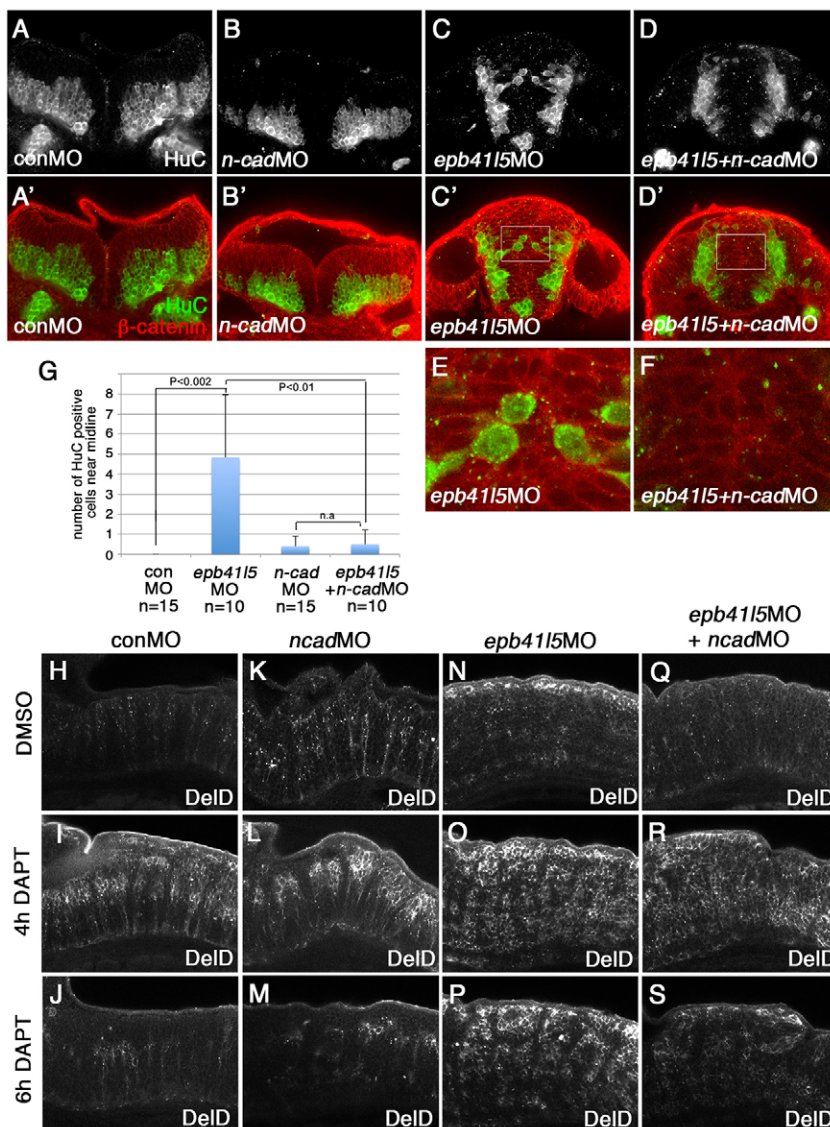 A B C D
conMO HuC n-cadMO epb41l5MO epb41l5+n-cadMO
A' B' C' D'
HuC
conMO β-catenin n-cadMO epb41l5MO epb41l5+n-cadMO
G
E F
epb41l5MO epb41l5+n-cadMO
number of HuC positive
cells near midline
P<0.002
P<0.01
n.a
8
7
6
5
4
3
2
1
0
con epb41l5 n-cad epb41l5
MO MO MO +n-cadMO
n=15 n=10 n=15 n=10
conMO ncadMO epb41l5MO epb41l5MO
+ ncadMO
DMSO
H K N Q
DelD DelD DelD DelD
4h DAPT
I L O R
DelD DelD DelD DelD
6h DAPT
J M P S
DelD DelD DelD DelD